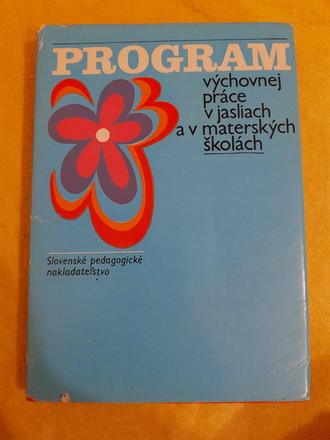 PROGRAM
výchovnej
práce
v jasliach
a v materských
školách
Slovenské pedagogické
nakladateľstvo